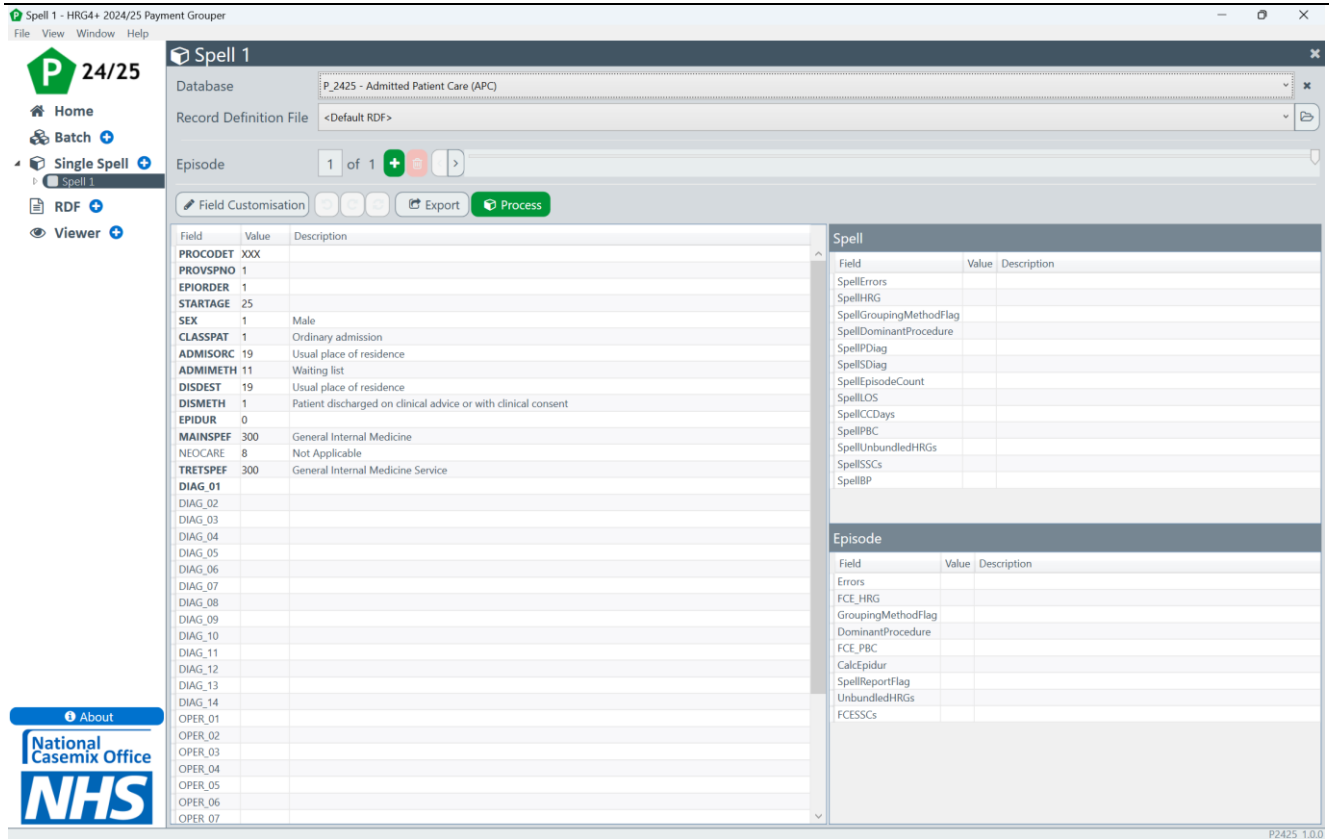 Spell 1 - HRG4+ 2024/25 Payment Grouper
File View Window Help
P 24/25
Home
Batch
Single Spell
Spell 1
RDF
Viewer
About
National
Casemix Office
NHS
Spell 1
Database P_2425 - Admitted Patient Care (APC)
Record Definition File <Default RDF>
Episode 1 of 1
Field Customisation Export Process
Field Value Description
PROCODET XXX
PROVSPNO 1
EPIORDER 1
STARTAGE 25
SEX 1 Male
CLASSPAT 1 Ordinary admission
ADMISORC 19 Usual place of residence
ADMIMETH 11 Waiting list
DISDEST 19 Usual place of residence
DISMETH 1 Patient discharged on clinical advice or with clinical consent
EPIDUR 0
MAINSPEF 300 General Internal Medicine
NEOCARE 8 Not Applicable
TRETSPEF 300 General Internal Medicine Service
DIAG_01
DIAG_02
DIAG_03
DIAG_04
DIAG_05
DIAG_06
DIAG_07
DIAG_08
DIAG_09
DIAG_10
DIAG_11
DIAG_12
DIAG_13
DIAG_14
OPER_01
OPER_02
OPER_03
OPER_04
OPER_05
OPER_06
OPER_07
Spell
Field Value Description
SpellErrors
SpellHRG
SpellGroupingMethodFlag
SpellDominantProcedure
SpellPDiag
SpellSDiag
SpellEpisodeCount
SpellLOS
SpellCCDays
SpellPBC
SpellUnbundledHRGs
SpellSSCs
SpellBP
Episode
Field Value Description
Errors
FCE_HRG
GroupingMethodFlag
DominantProcedure
FCE_PBC
CalcEpidur
SpellReportFlag
UnbundledHRGs
FCESSCs
P2425 1.0.0